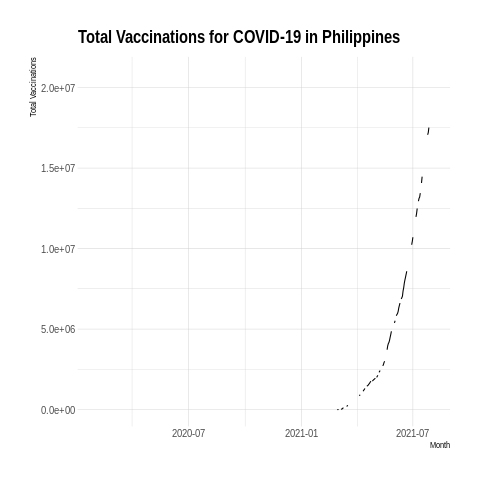 Total Vaccinations for COVID-19 in Philippines
Total Vaccinations
2.0e+07
1.5e+07
1.0e+07
5.0e+06
0.0e+00
2020-07
2021-01
2021-07
Month